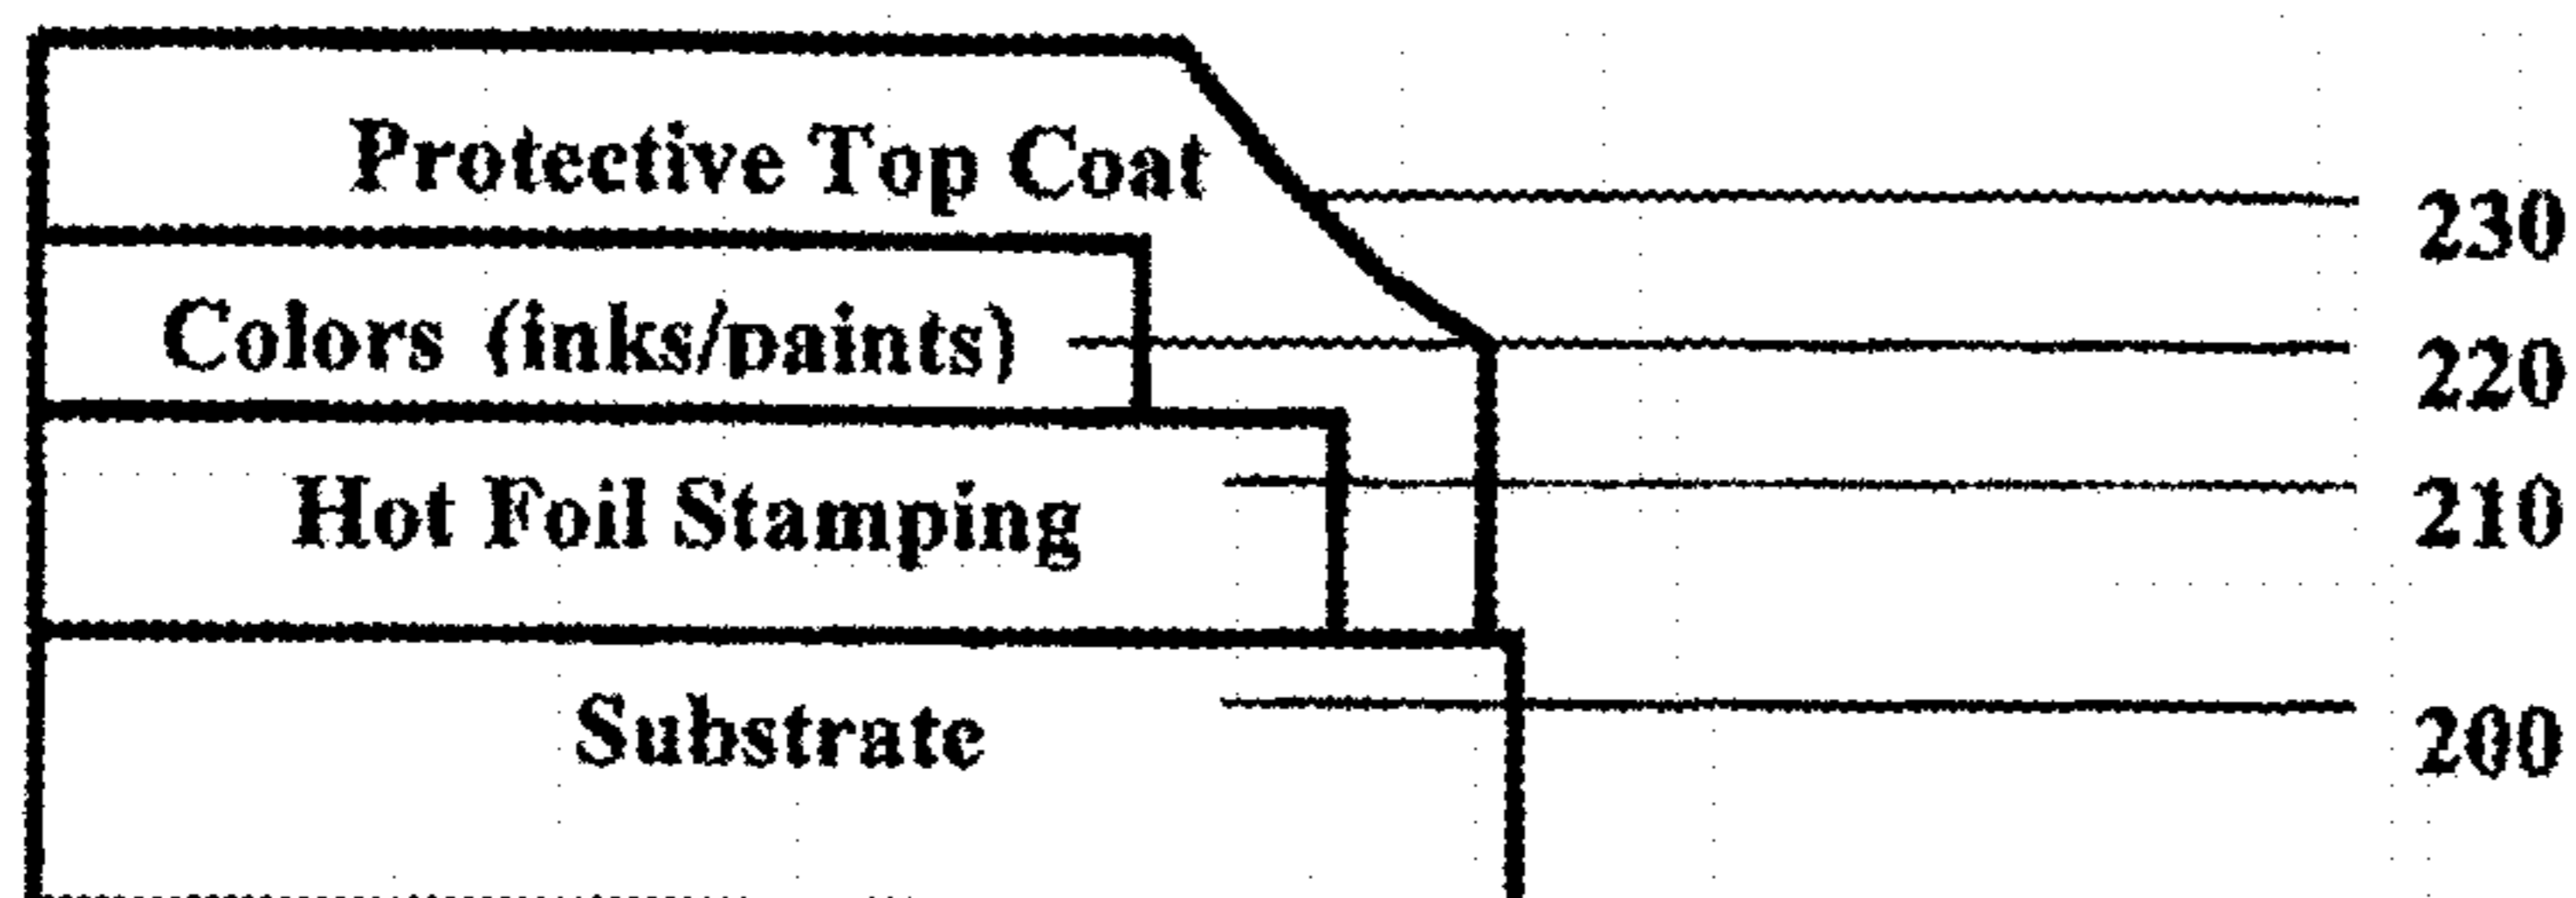 Protective Top Coat
230
Colors (inks/paints)
220
Hot Foil Stamping
210
Substrate
200